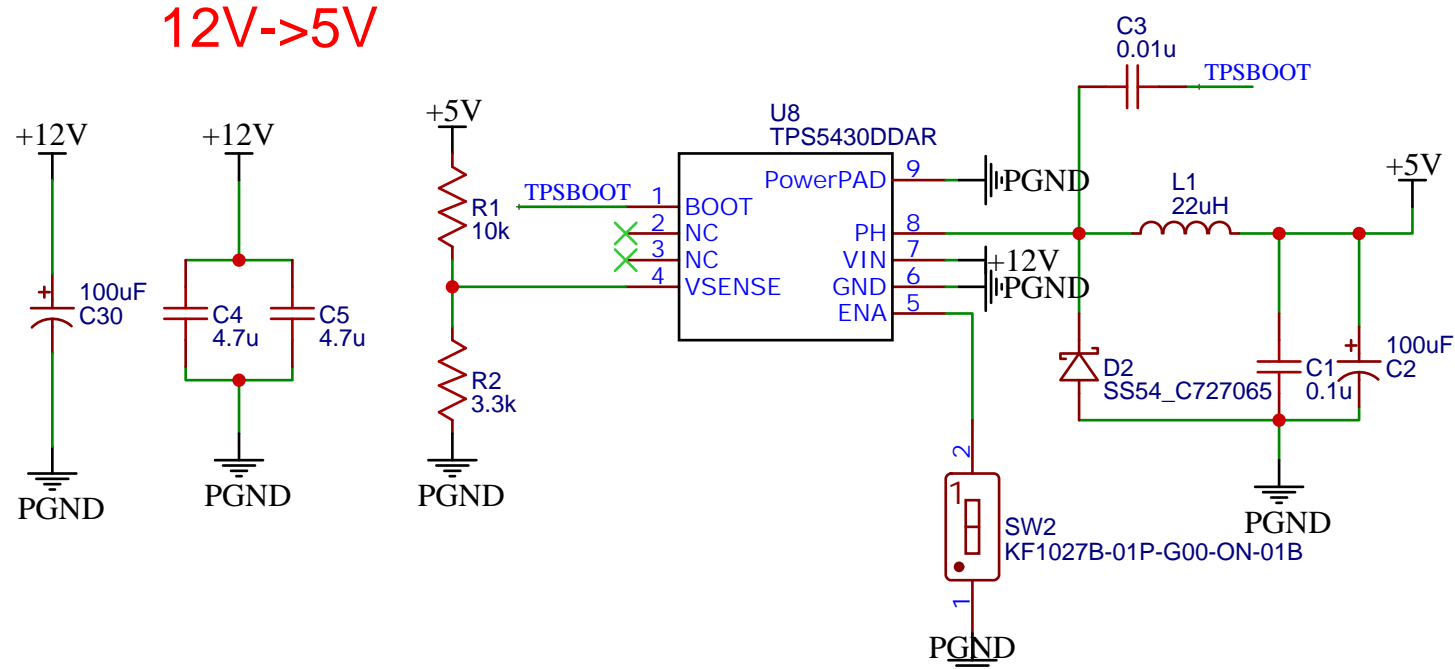 12V->5V
+12V
100uF
C30
PGND
+12V
C4
4.7u
C5
4.7u
PGND
+5V
R1
10k
R2
3.3k
PGND
U8
TPS5430DDAR
TPSBOOT
1
BOOT
2
NC
3
NC
4
VSENSE
PowerPAD
9
PGND
PH
8
VIN
7
+12V
GND
6
PGND
ENA
5
C3
0.01u
TPSBOOT
L1
22uH
+5V
D2
SS54_C727065
C1
0.1u
100uF
C2
PGND
2
1
SW2
KF1027B-01P-G00-ON-01B
1
PGND